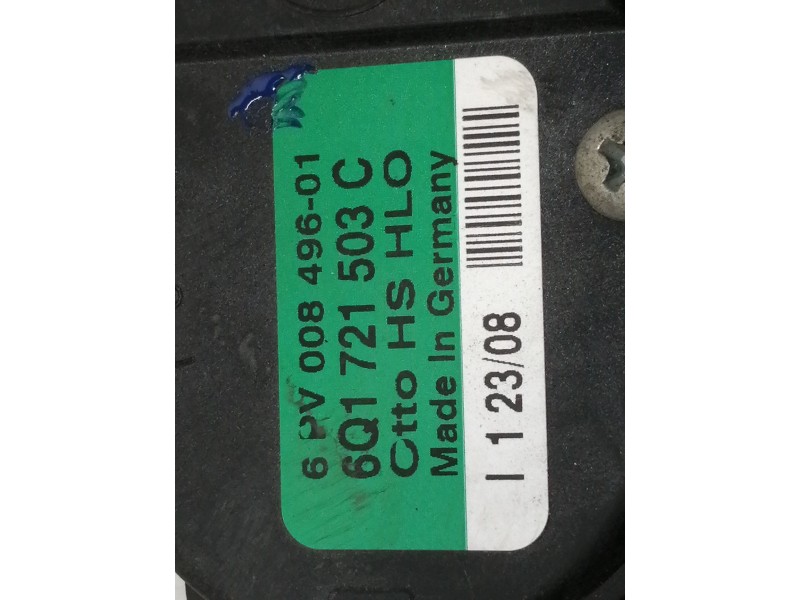 6 PV 008 496-01
6Q1 721 503 C
Otto HS HLO
Made In Germany
I 1 23/08